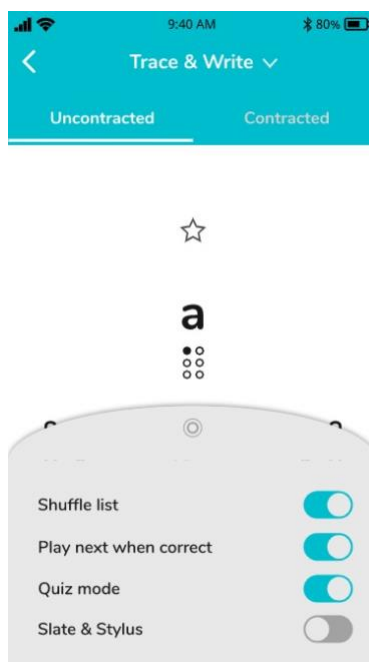 9:40 AM 80%
Trace & Write
Uncontracted Contracted
a
Shuffle list
Play next when correct
Quiz mode
Slate & Stylus